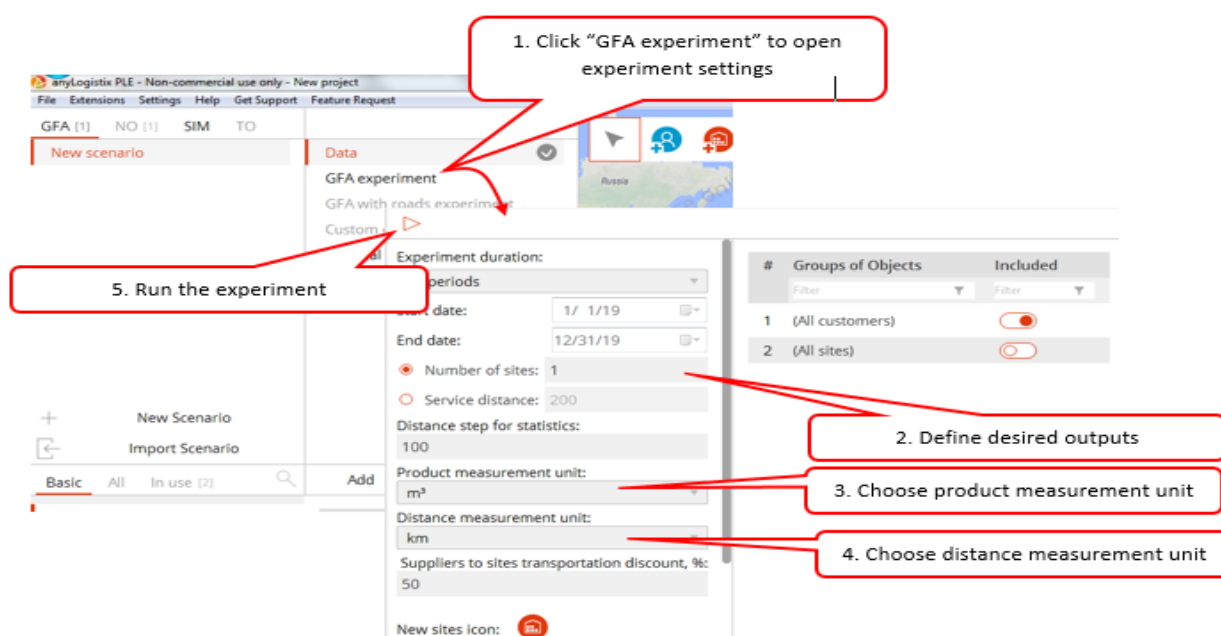 1. Click “GFA experiment” to open
experiment settings
anyLogistix PLE - Non-commercial use only - New project
File Extensions Settings Help Get Support Feature Request
GFA [1] NO [1] SIM TO
New scenario
Data
GFA experiment
GFA with roads experiment
Custom
Russia
5. Run the experiment
Experiment duration:
periods
Start date: 1/ 1/19
End date: 12/31/19
Number of sites: 1
Service distance: 200
Distance step for statistics:
100
Product measurement unit:
m³
Distance measurement unit:
km
Suppliers to sites transportation discount, %:
50
New sites icon:
# Groups of Objects Included
Filter Filter
1 (All customers)
2 (All sites)
2. Define desired outputs
3. Choose product measurement unit
4. Choose distance measurement unit
New Scenario
Import Scenario
Basic All In use [2]
Add